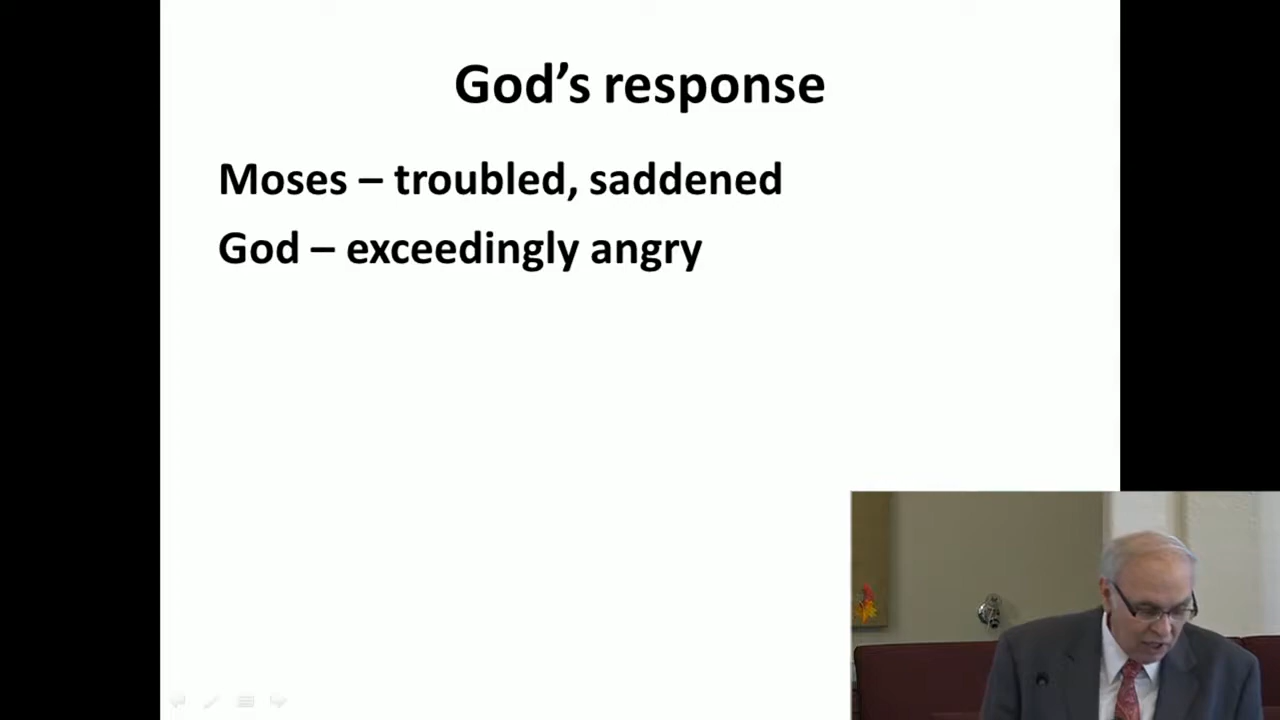 God’s response
Moses – troubled, saddened
God – exceedingly angry